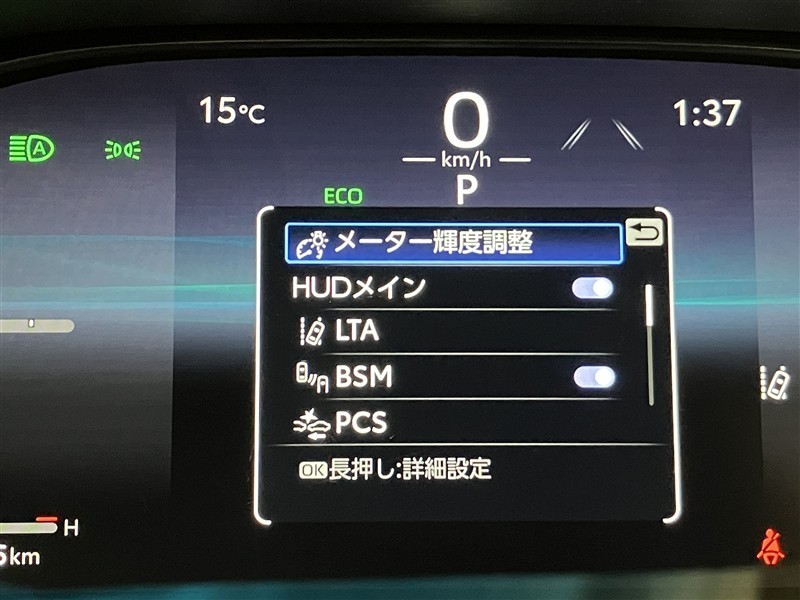 15°C
0
1:37
km/h
A
P
ECO
メーター輝度調整
HUDメイン
LTA
BSM
PCS
OK長押し:詳細設定
H
km